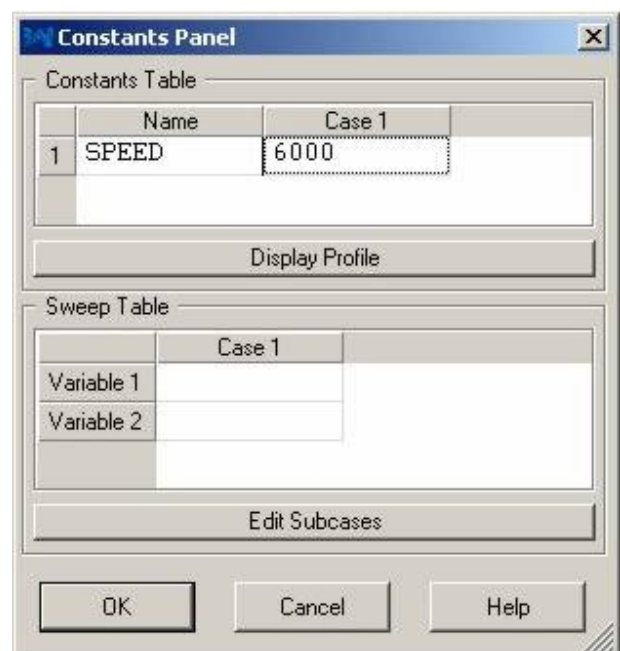 Constants Panel
Constants Table
Name Case 1
1 SPEED 6000
Display Profile
Sweep Table
Case 1
Variable 1
Variable 2
Edit Subcases
OK Cancel Help